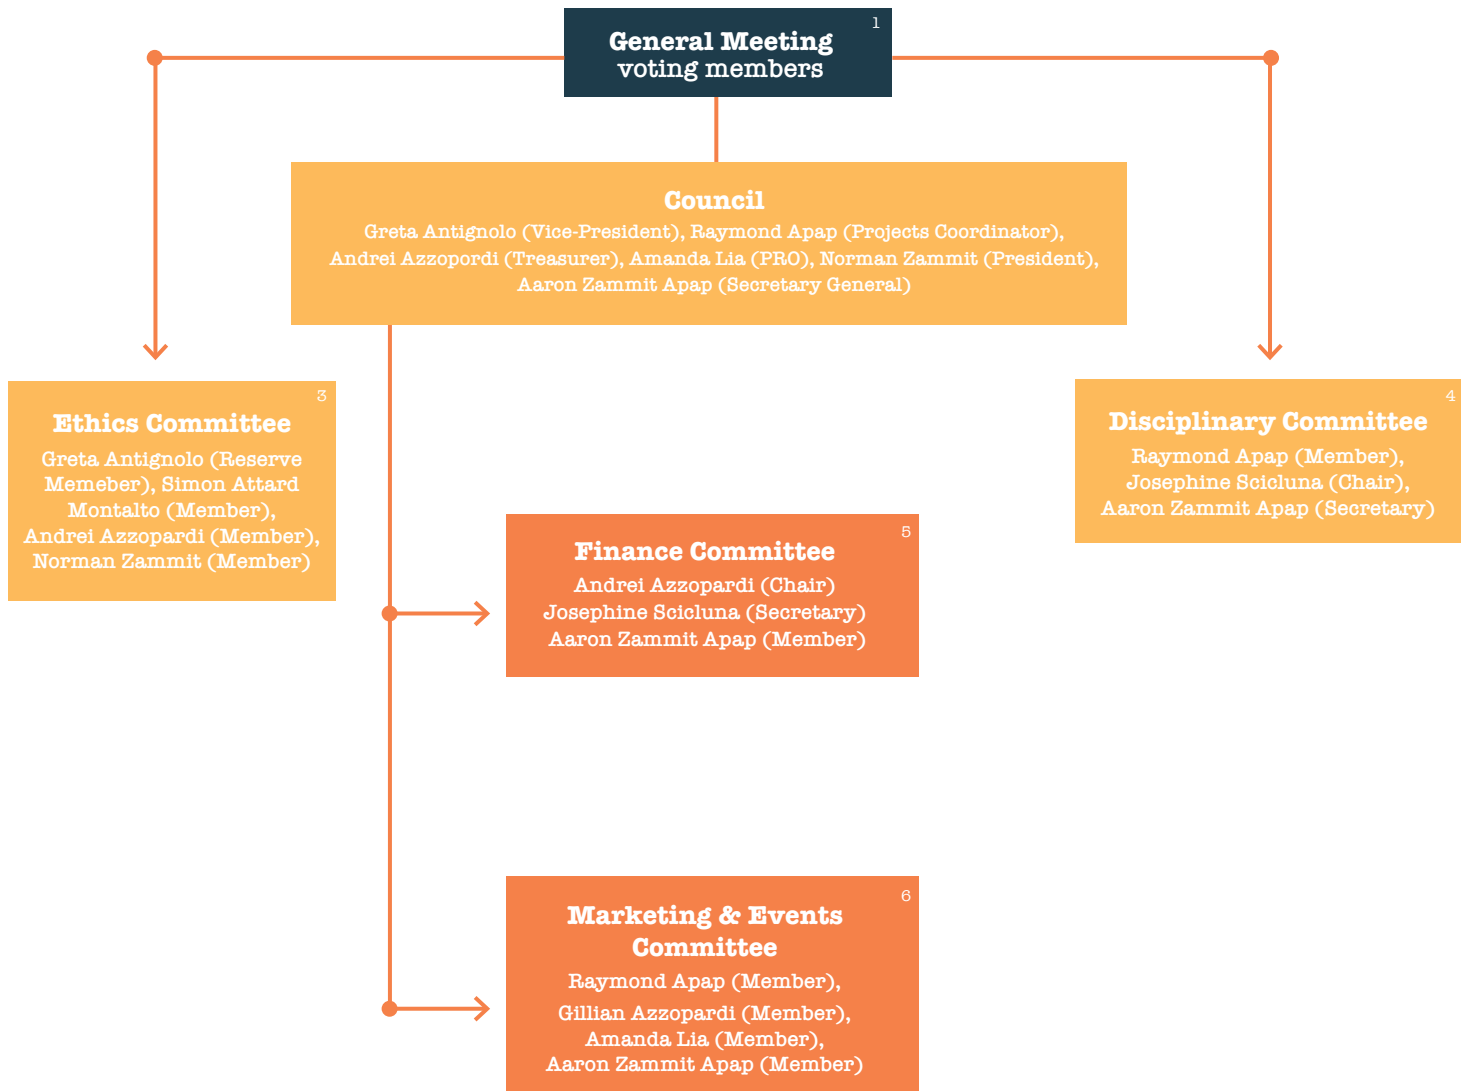 1
General Meeting
voting members
Council
Greta Antignolo (Vice-President), Raymond Apap (Projects Coordinator),
Andrei Azzopordi (Treasurer), Amanda Lia (PRO), Norman Zammit (President),
Aaron Zammit Apap (Secretary General)
3
Ethics Committee
Greta Antignolo (Reserve
Memeber), Simon Attard
Montalto (Member),
Andrei Azzopardi (Member),
Norman Zammit (Member)
4
Disciplinary Committee
Raymond Apap (Member),
Josephine Scicluna (Chair),
Aaron Zammit Apap (Secretary)
5
Finance Committee
Andrei Azzopardi (Chair)
Josephine Scicluna (Secretary)
Aaron Zammit Apap (Member)
6
Marketing & Events
Committee
Raymond Apap (Member),
Gillian Azzopardi (Member),
Amanda Lia (Member),
Aaron Zammit Apap (Member)